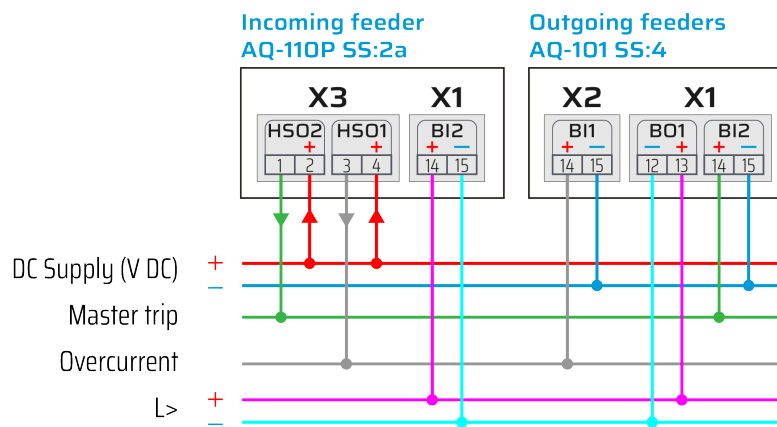 Incoming feeder
AQ-110P SS:2a
Outgoing feeders
AQ-101 SS:4
X3 X1 X2 X1
HSO2 HSO1 BI2 BI1 BO1 BI2
+ + + − + − − + + −
1 2 3 4 14 15 14 15 12 13 14 15
DC Supply (V DC) +
−
Master trip
Overcurrent
L> +
−